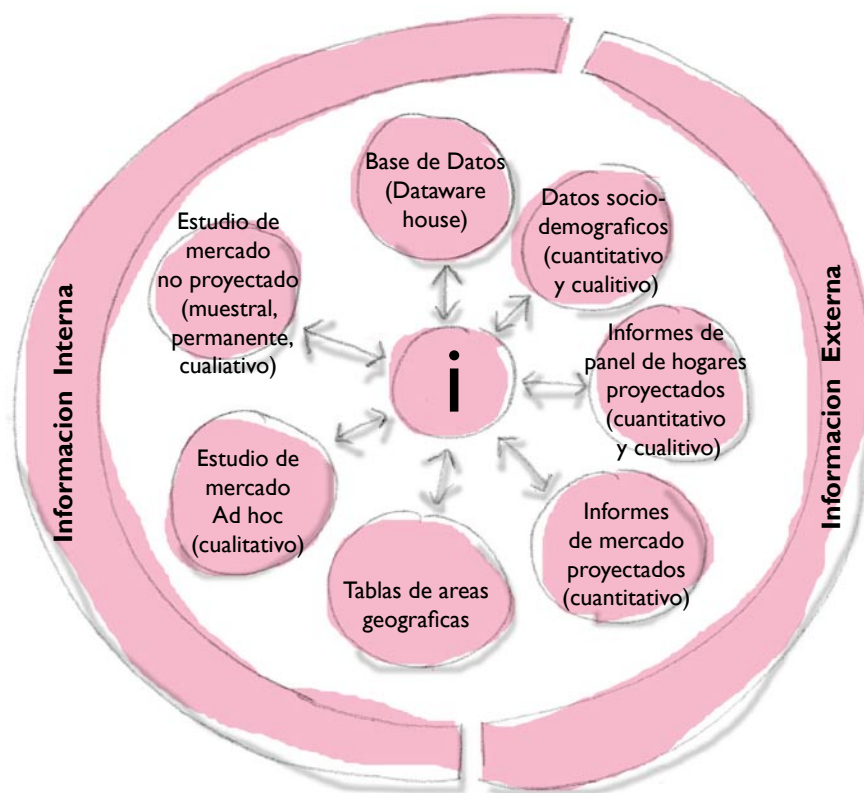 Base de Datos
(Dataware
house)
Datos socio-
demograficos
(cuantitativo
y cualitivo)
Estudio de
mercado
no proyectado
(muestral,
permanente,
cualiativo)
Informes de
panel de hogares
proyectados
(cuantitativo
y cualitivo)
i
Estudio de
mercado
Ad hoc
(cualitativo)
Informes
de mercado
proyectados
(cuantitativo)
Tablas de areas
geograficas
Informacion Interna
Informacion Externa